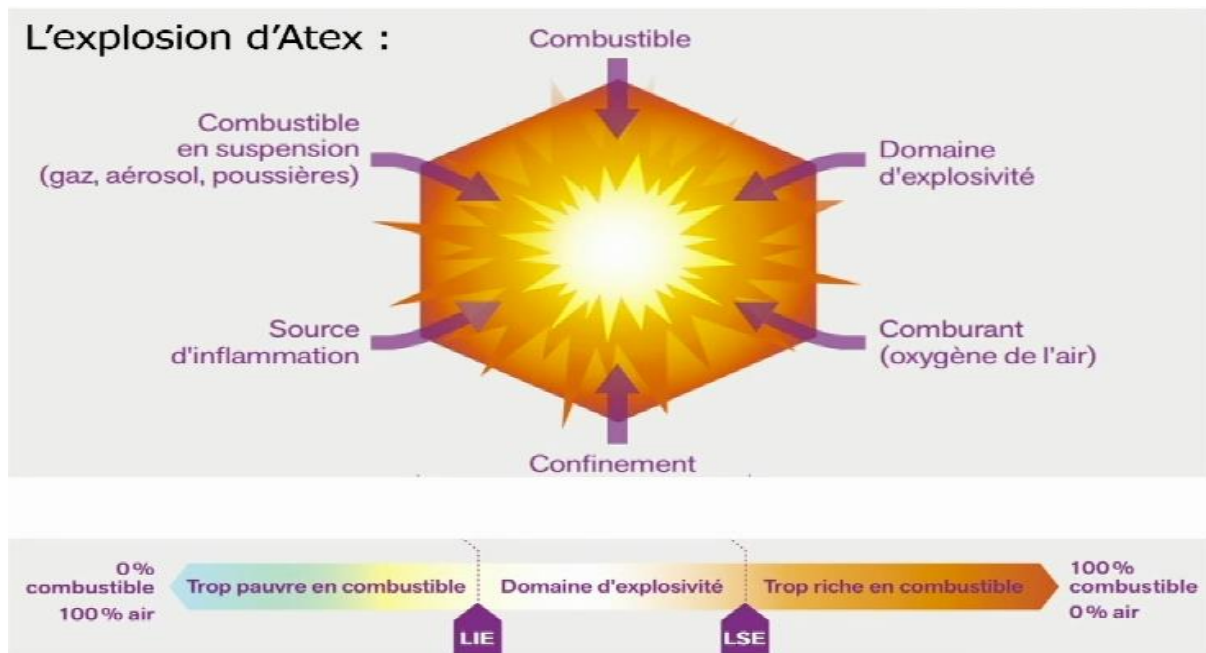 L'explosion d'Atex :
Combustible
Combustible
en suspension
(gaz, aérosol, poussières)
Domaine
d'explosivité
Source
d'inflammation
Comburant
(oxygène de l'air)
Confinement
0 %
combustible
100 % air
Trop pauvre en combustible
Domaine d'explosivité
Trop riche en combustible
100 %
combustible
0 % air
LIE
LSE